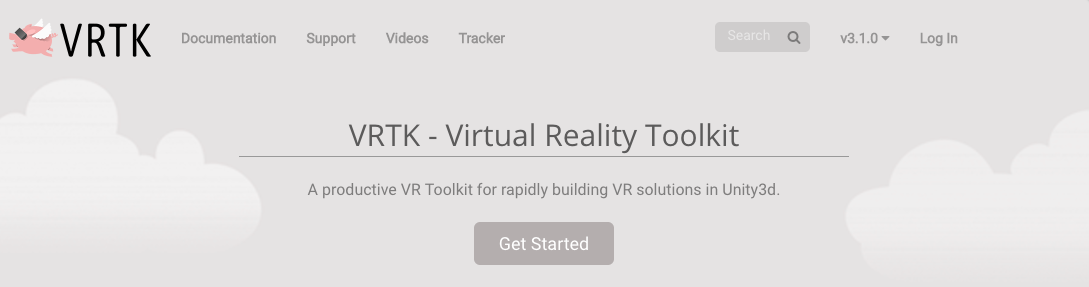 VRTK Documentation Support Videos Tracker Search v3.1.0 Log In
VRTK - Virtual Reality Toolkit
A productive VR Toolkit for rapidly building VR solutions in Unity3d.
Get Started